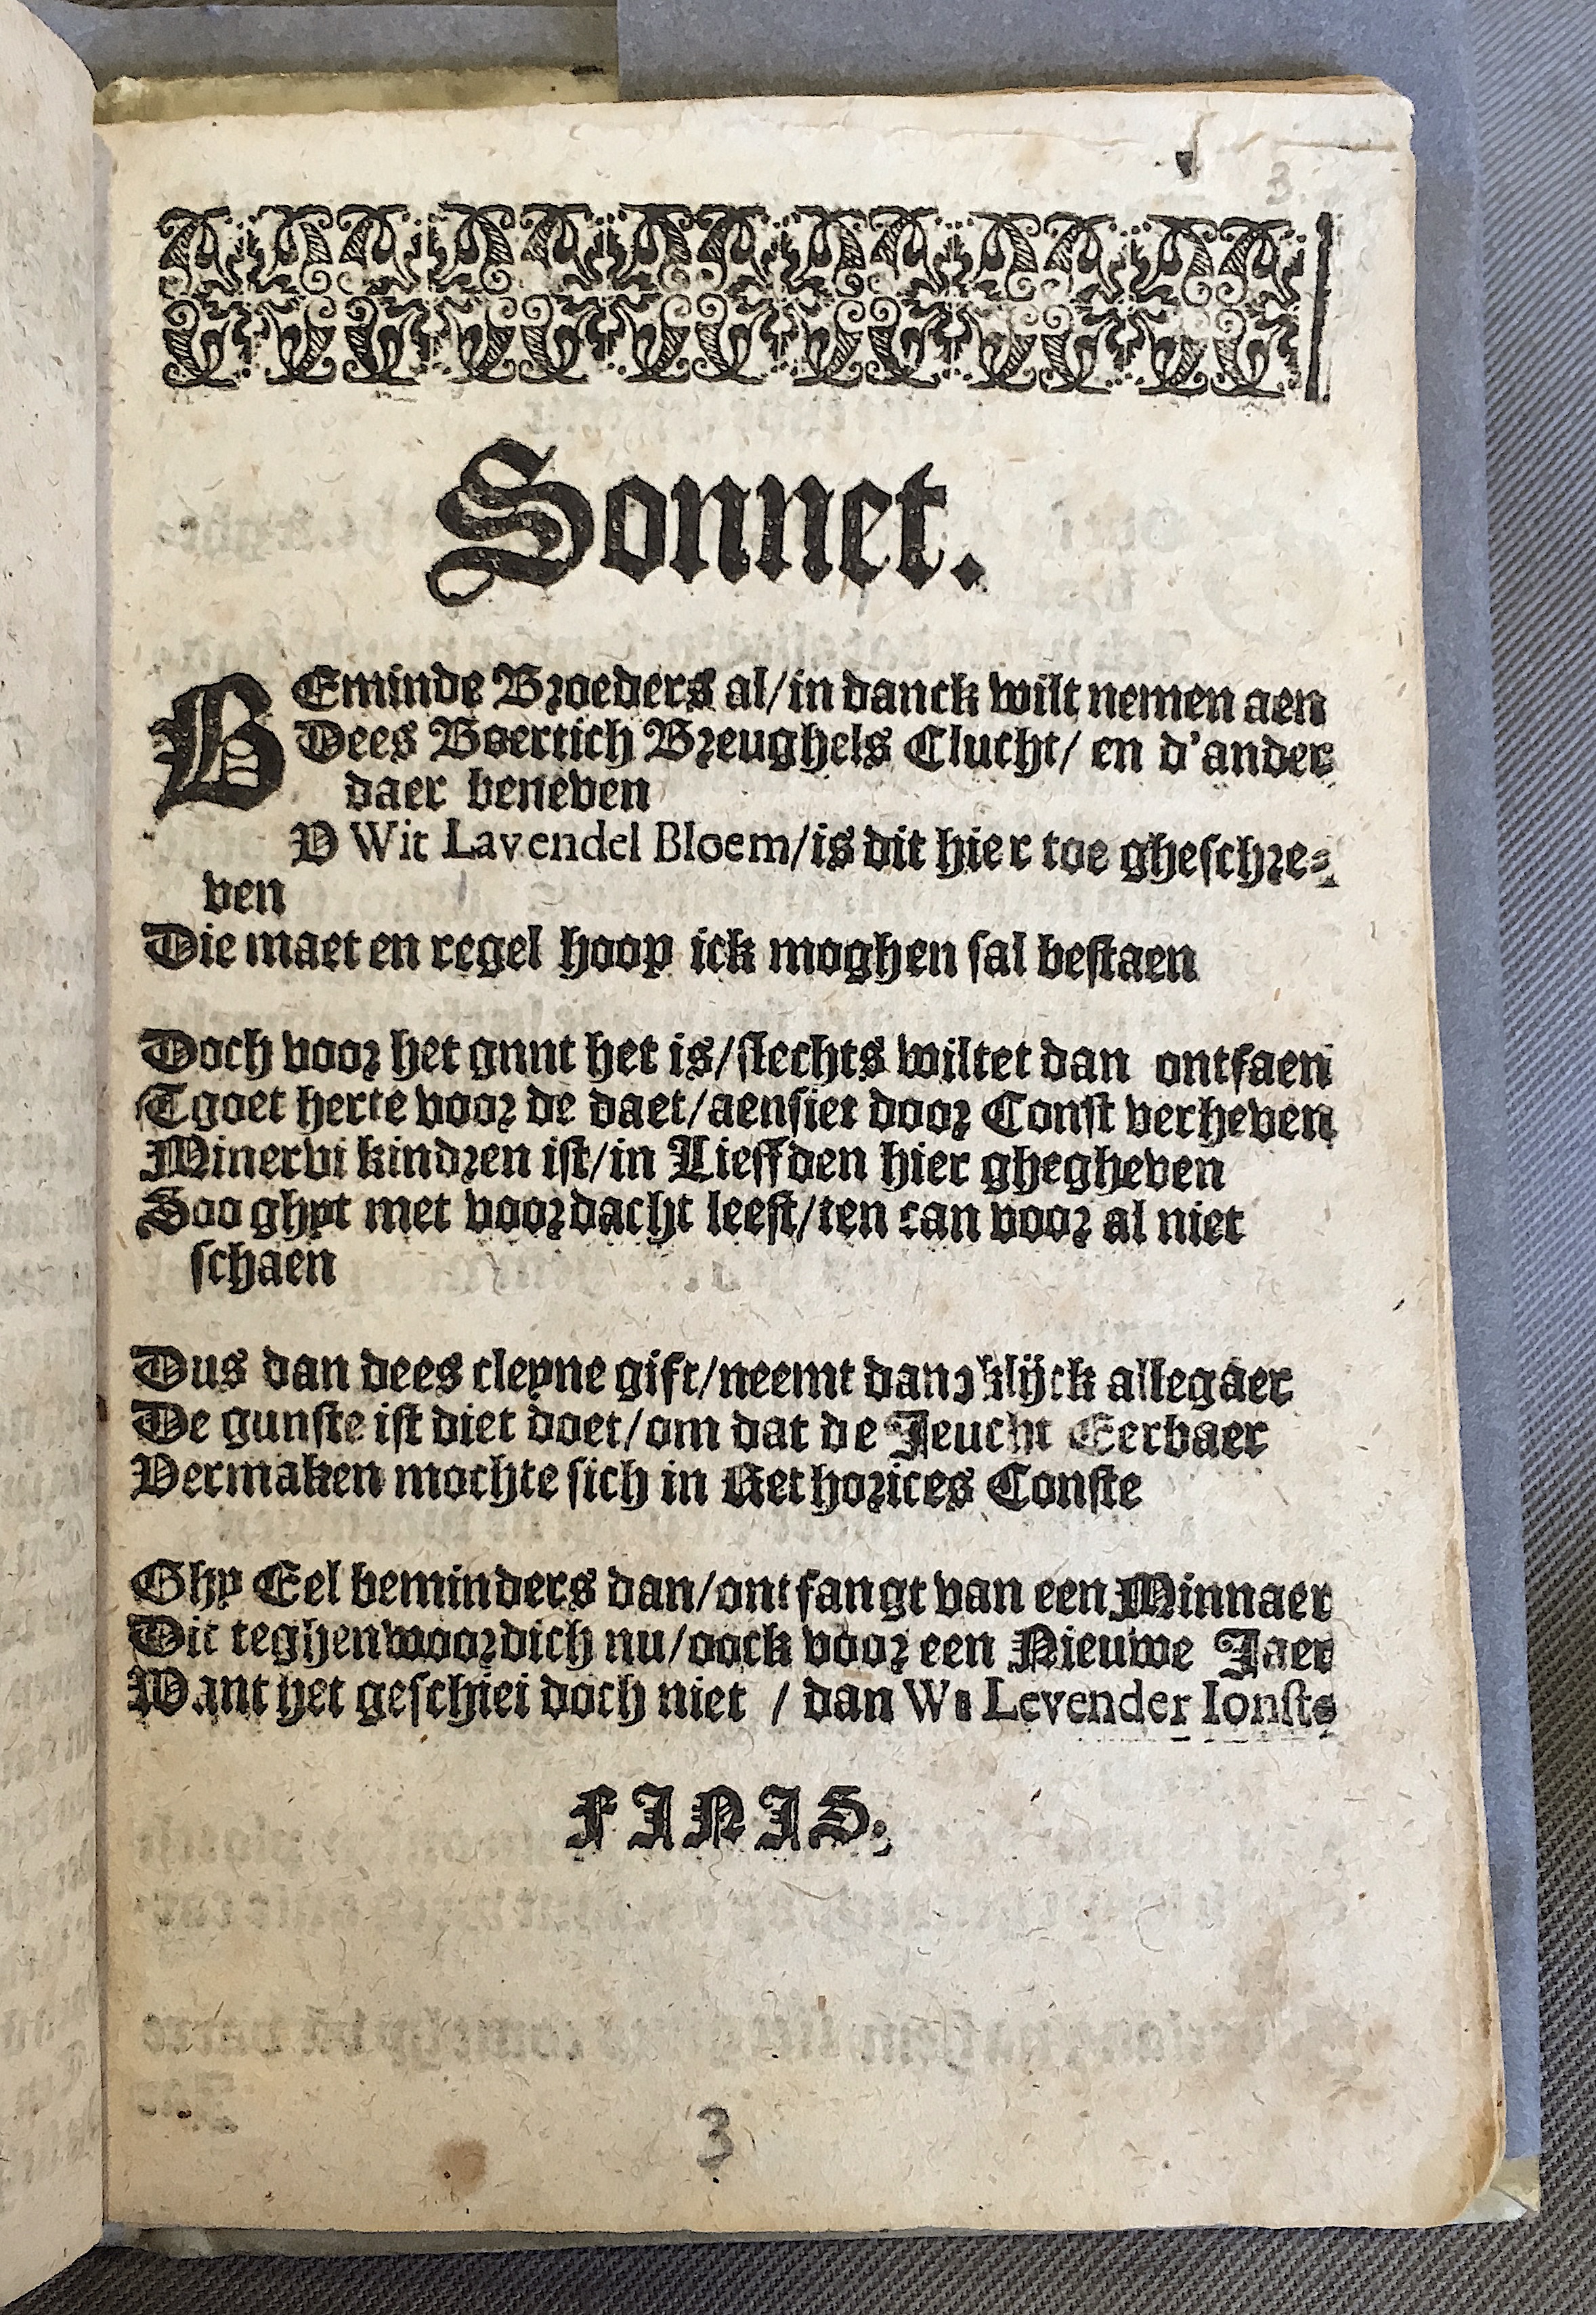 3
Sonnet.
BEminde Broeders al/in danck wilt nemen aen
Dees Boertich Breughels Clucht/ en d'ander
daer beneven
V Wit Lavendel Bloem/is dit hier toe gheschre-
ven
Die maet en regel hoop ick moghen sal bestaen
Doch voor het gunt het is/slechts wiltet dan ontfaen
Tgoet herte voor de daet/aensiet door Const verheven
Minervi kindren ist/in Lieffden hier ghegheven
Soo ghyt met voordacht leest/ten can voor al niet
schaen
Dus dan dees cleyne gift/neemt dancklijck allegaer
De gunste ist diet doet/om dat de Jeucht Eerbaer
Vermaken mochte sich in Rethorices Conste
Ghy Eel beminders dan/ontfangt van een Minnaer
Dit teghenwoordich nu/oock voor een Nieuwe Jaer
Want het geschiet doch niet / dan Levender Ionste
FINIS.
3